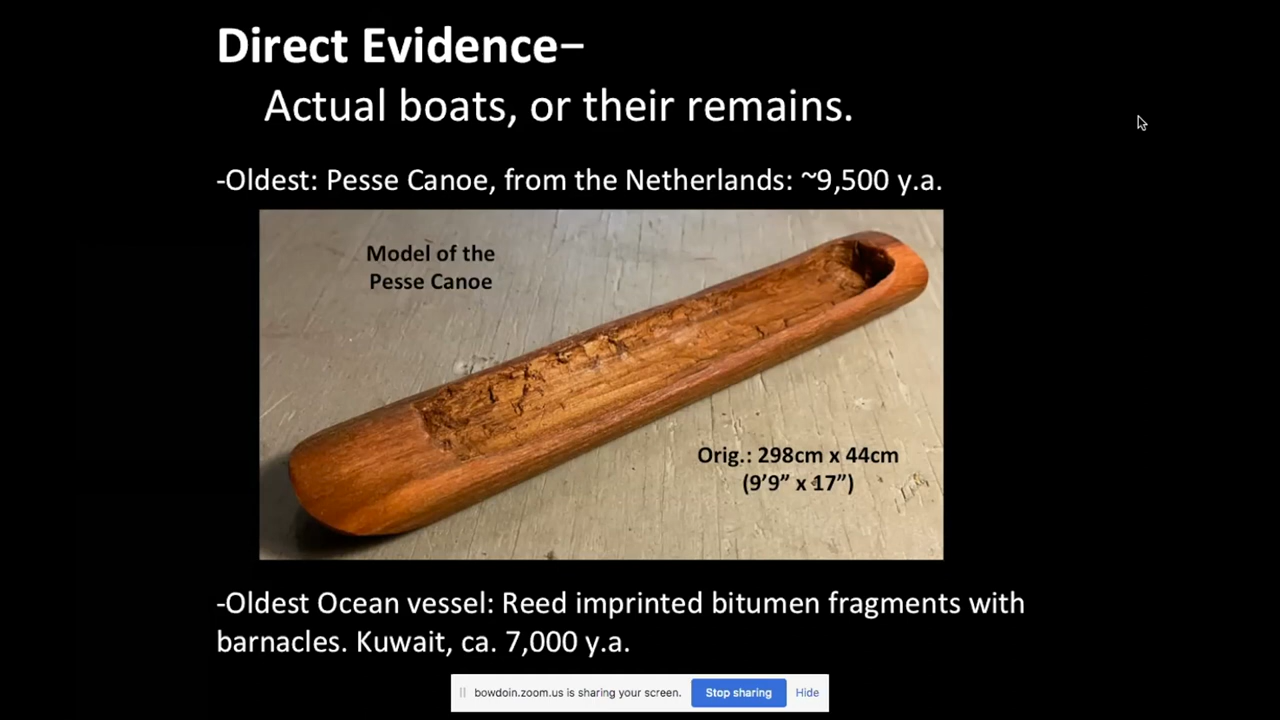 Direct Evidence–
Actual boats, or their remains.
-Oldest: Pesse Canoe, from the Netherlands: ~9,500 y.a.
Model of the
Pesse Canoe
Orig.: 298cm x 44cm
(9’9” x 17”)
-Oldest Ocean vessel: Reed imprinted bitumen fragments with
barnacles. Kuwait, ca. 7,000 y.a.
bowdoin.zoom.us is sharing your screen. Stop sharing Hide